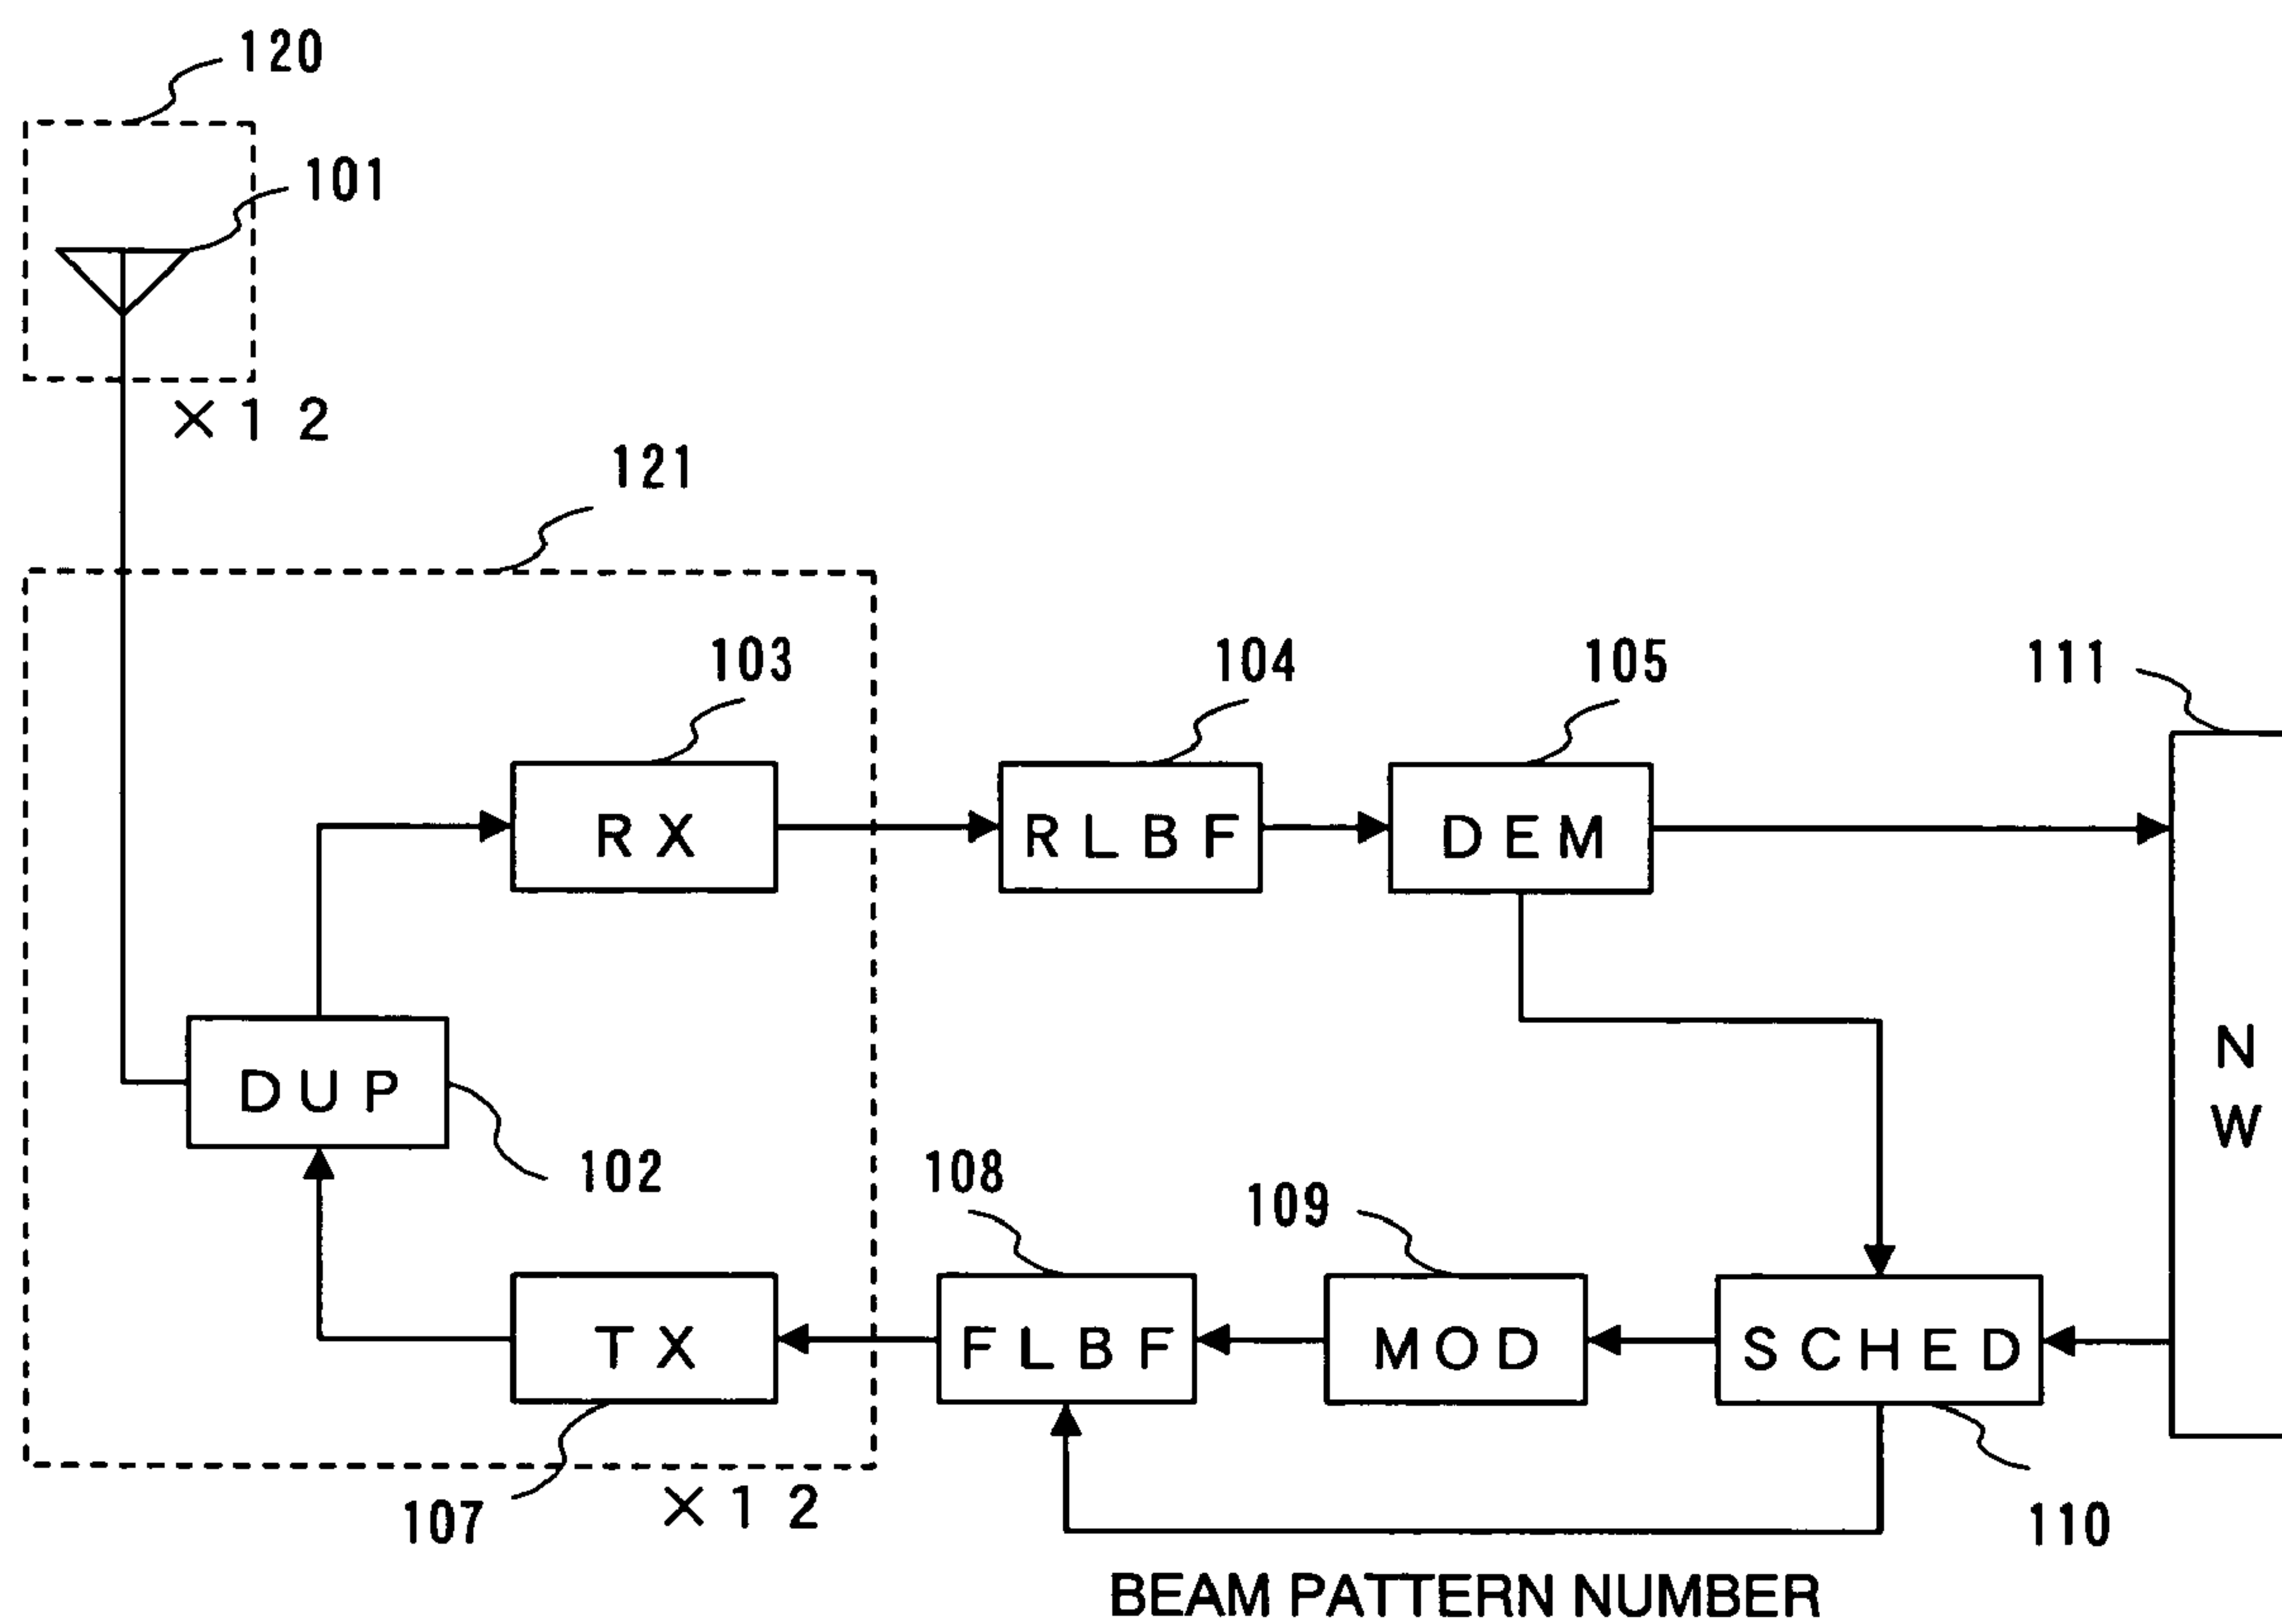 120
101
×12
121
103
104
105
111
RX
RLBF
DEM
N
W
DUP
102
108
109
TX
FLBF
MOD
SCHED
107
×12
110
BEAM PATTERN NUMBER